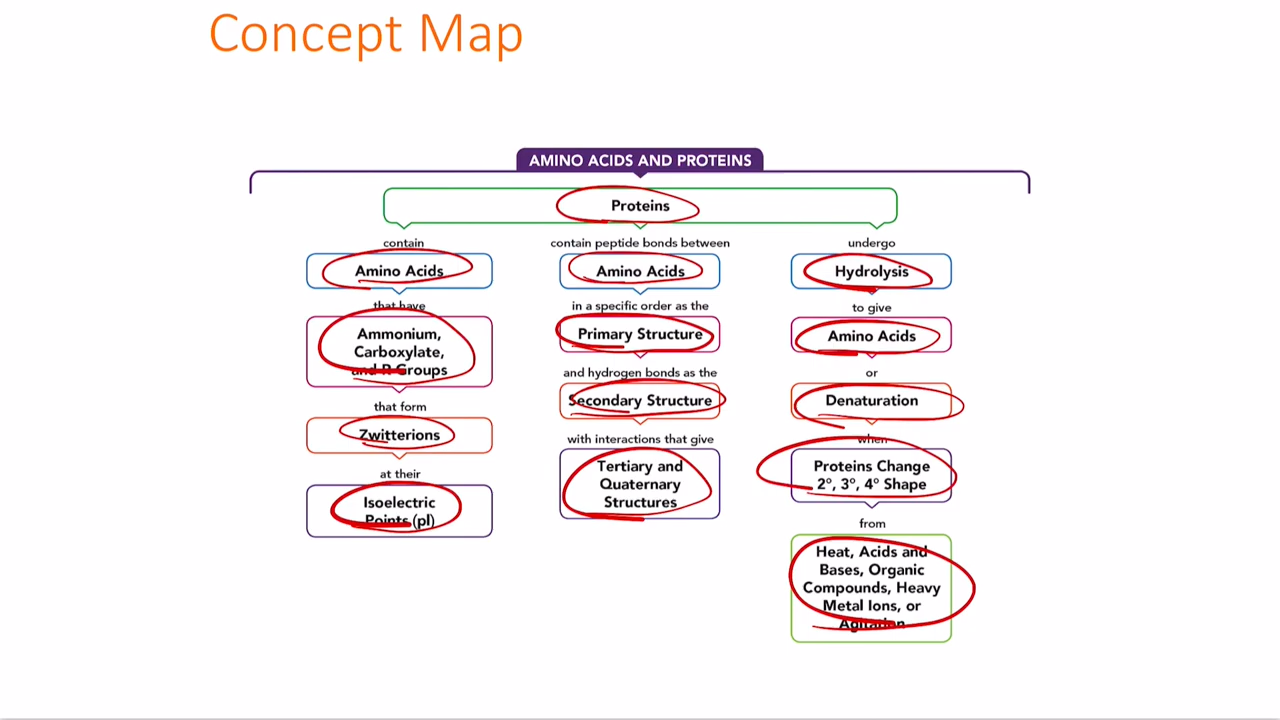 Concept Map
AMINO ACIDS AND PROTEINS
Proteins
contain
Amino Acids
that have
Ammonium,
Carboxylate,
and R Groups
that form
Zwitterions
at their
Isoelectric
Points (pI)
contain peptide bonds between
Amino Acids
in a specific order as the
Primary Structure
and hydrogen bonds as the
Secondary Structure
with interactions that give
Tertiary and
Quaternary
Structures
undergo
Hydrolysis
to give
Amino Acids
or
Denaturation
when
Proteins Change
2°, 3°, 4° Shape
from
Heat, Acids and
Bases, Organic
Compounds, Heavy
Metal Ions, or
Agitation